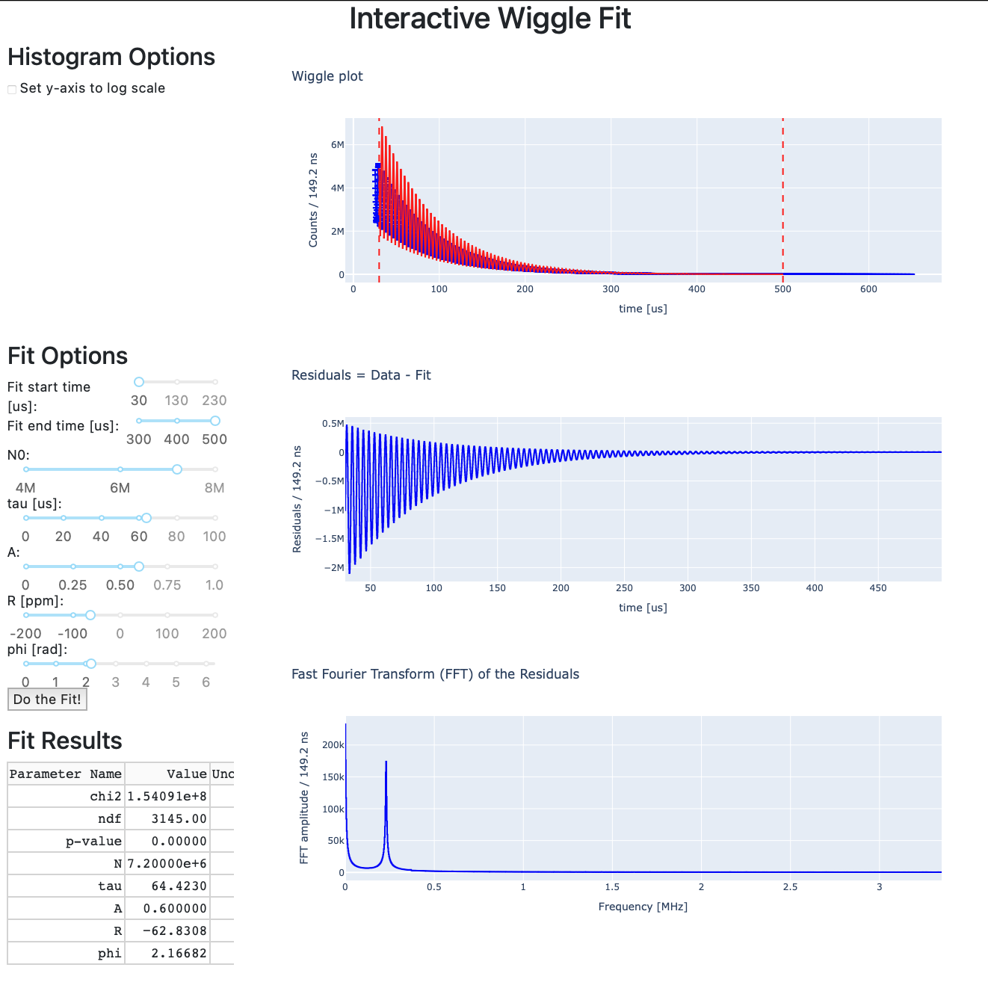 Interactive Wiggle Fit
Histogram Options
Set y-axis to log scale
Wiggle plot
6M
4M
2M
0
Counts / 149.2 ns
0 100 200 300 400 500 600
time [us]
Fit Options
Fit start time
[us]:
30 130 230
Fit end time [us]:
300 400 500
N0:
4M 6M 8M
tau [us]:
0 20 40 60 80 100
A:
0 0.25 0.50 0.75 1.0
R [ppm]:
-200 -100 0 100 200
phi [rad]:
0 1 2 3 4 5 6
Do the Fit!
Residuals = Data - Fit
0.5M
0
−0.5M
−1M
−1.5M
−2M
Residuals / 149.2 ns
50 100 150 200 250 300 350 400 450
time [us]
Fast Fourier Transform (FFT) of the Residuals
200k
150k
100k
50k
0
FFT amplitude / 149.2 ns
0 0.5 1 1.5 2 2.5 3
Frequency [MHz]
Fit Results
Parameter Name Value Unc
chi2 1.54091e+8
ndf 3145.00
p-value 0.00000
N 7.20000e+6
tau 64.4230
A 0.600000
R −62.8308
phi 2.16682